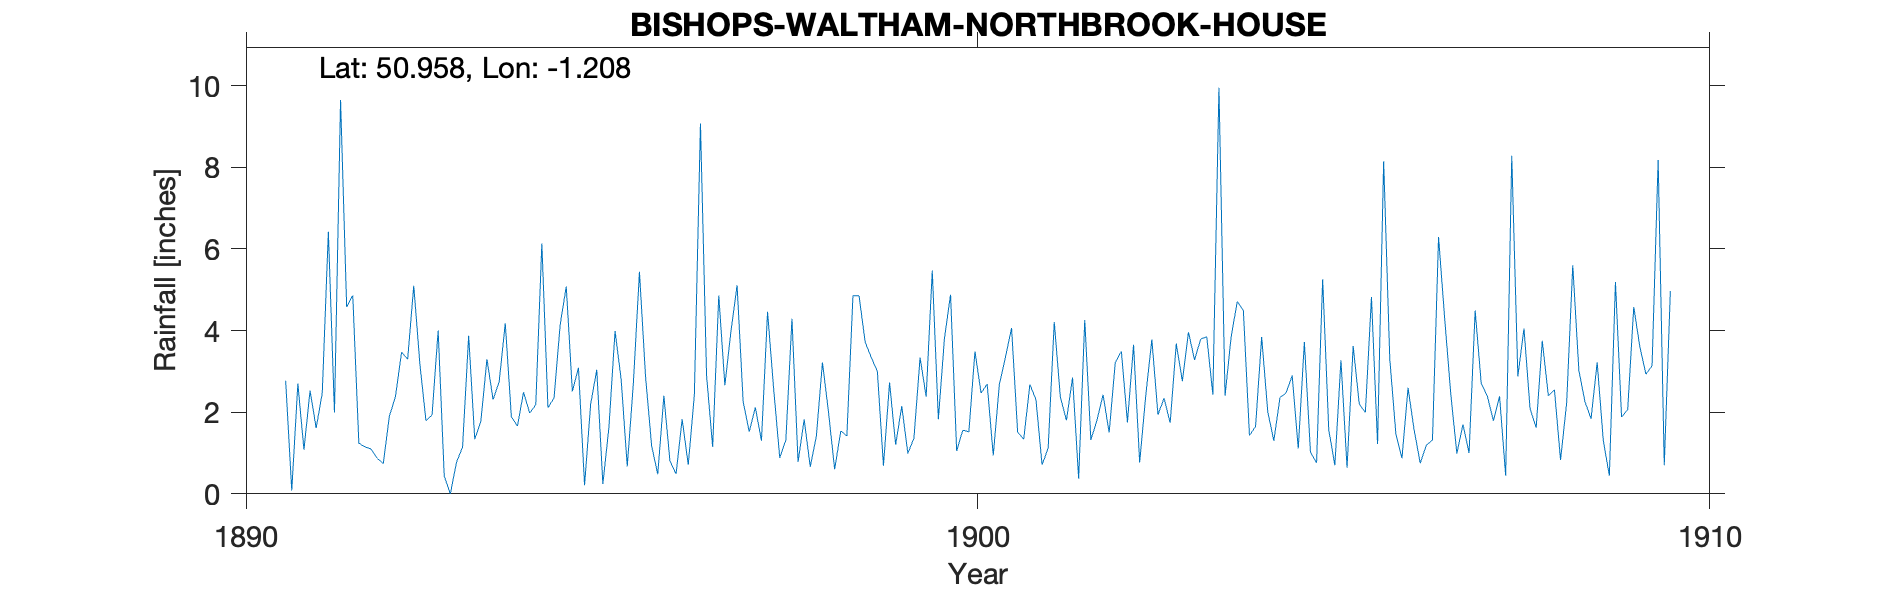 BISHOPS-WALTHAM-NORTHBROOK-HOUSE
Lat: 50.958, Lon: -1.208
10
8
6
4
2
0
Rainfall [inches]
1890 1900 1910
Year